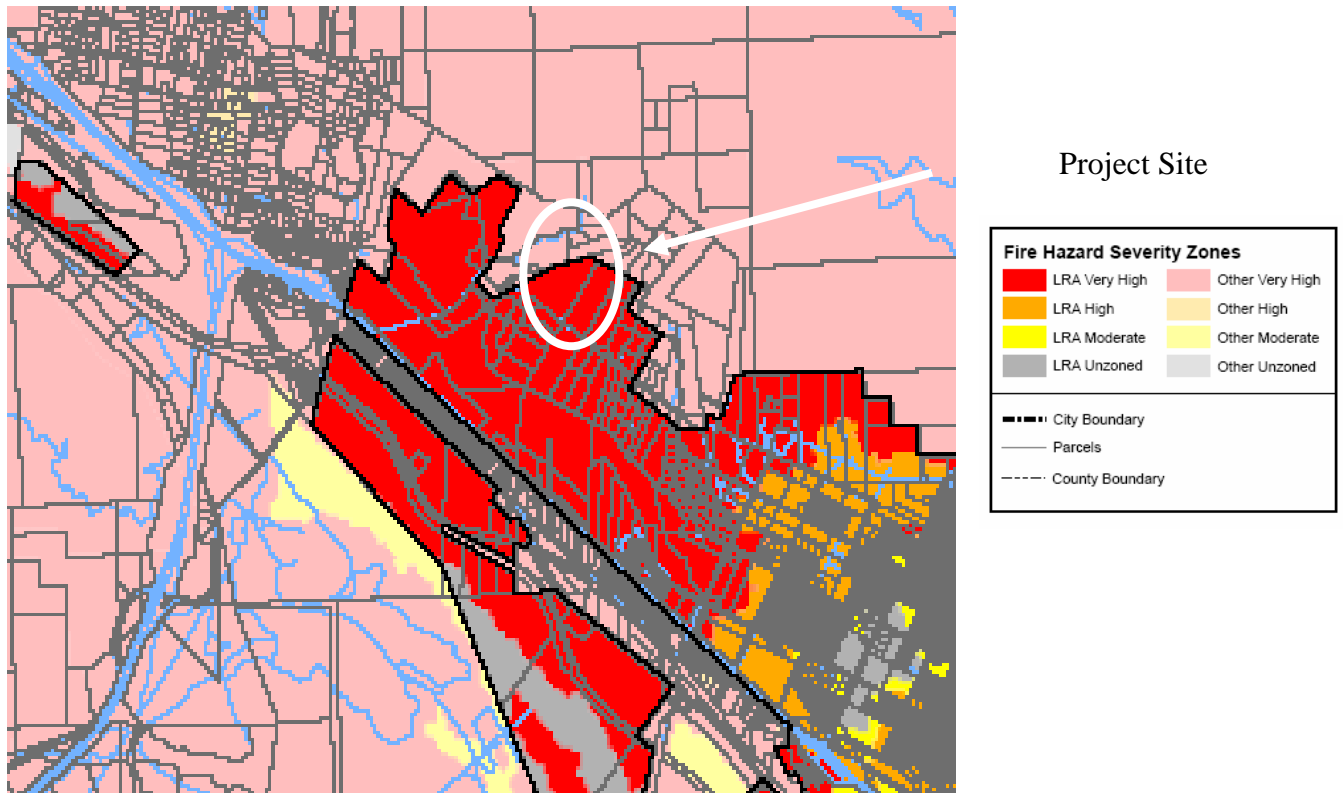 Project Site
Fire Hazard Severity Zones
LRA Very High Other Very High
LRA High Other High
LRA Moderate Other Moderate
LRA Unzoned Other Unzoned
City Boundary
Parcels
County Boundary